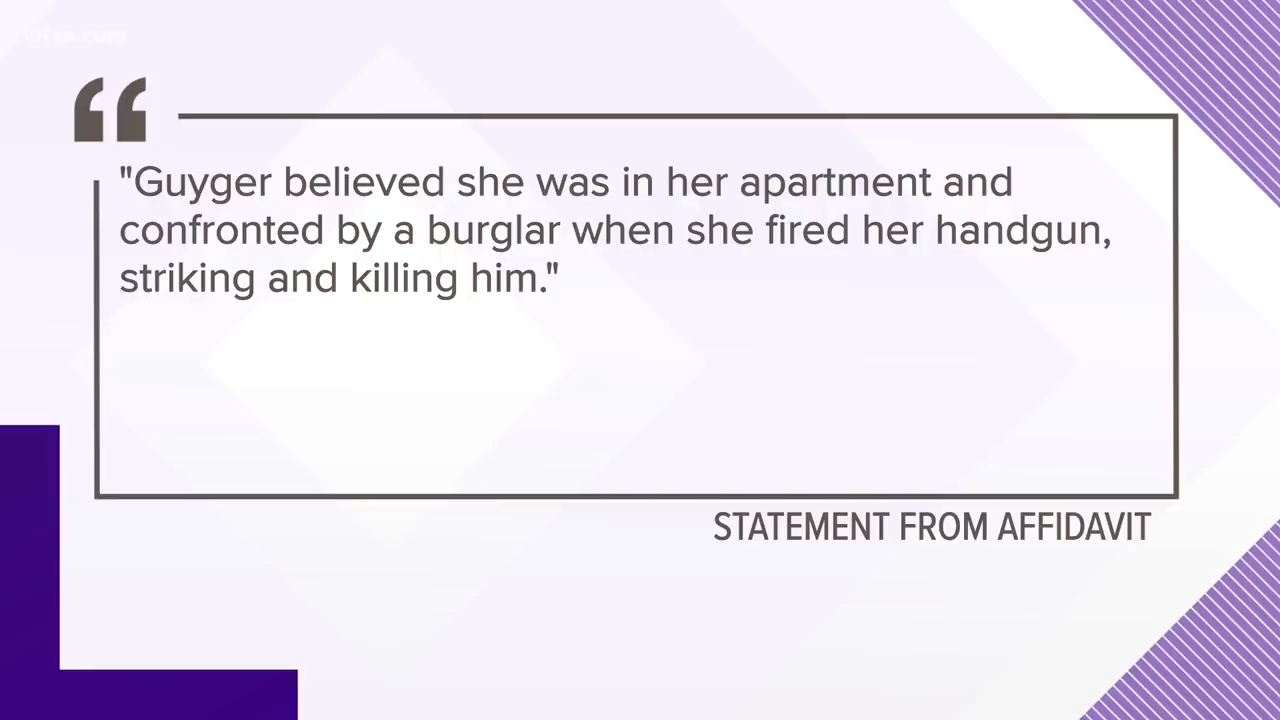 "Guyger believed she was in her apartment and
confronted by a burglar when she fired her handgun,
striking and killing him."
STATEMENT FROM AFFIDAVIT